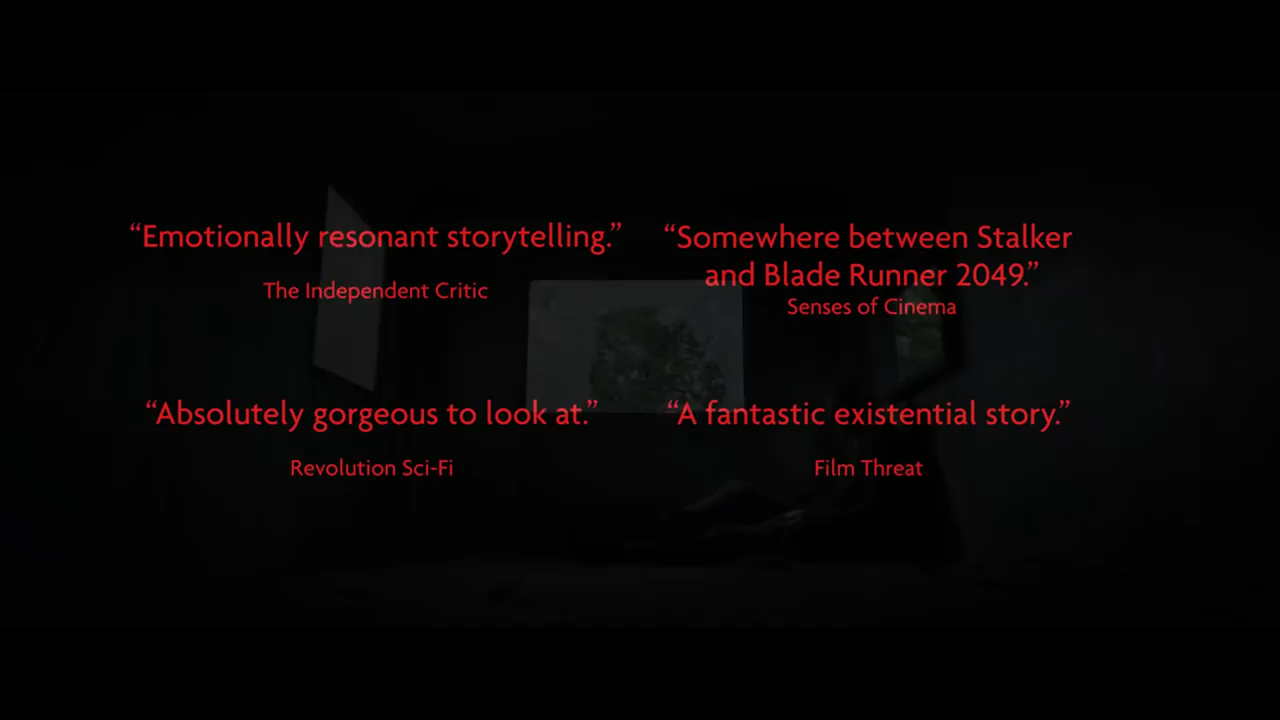 “Emotionally resonant storytelling.”
The Independent Critic
“Somewhere between Stalker
and Blade Runner 2049.”
Senses of Cinema
“Absolutely gorgeous to look at.”
Revolution Sci-Fi
“A fantastic existential story.”
Film Threat